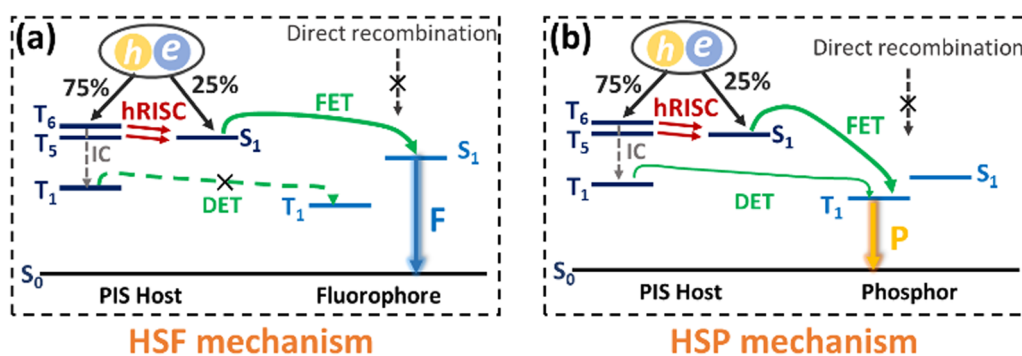 (a)
h e
Direct recombination
75%
25%
hRISC
FET
T6
T5
S1
IC
S1
T1
DET
T1
F
S0
PIS Host
Fluorophore
HSF mechanism
(b)
h e
Direct recombination
75%
25%
hRISC
FET
T6
T5
S1
IC
S1
T1
DET
T1
P
S0
PIS Host
Phosphor
HSP mechanism